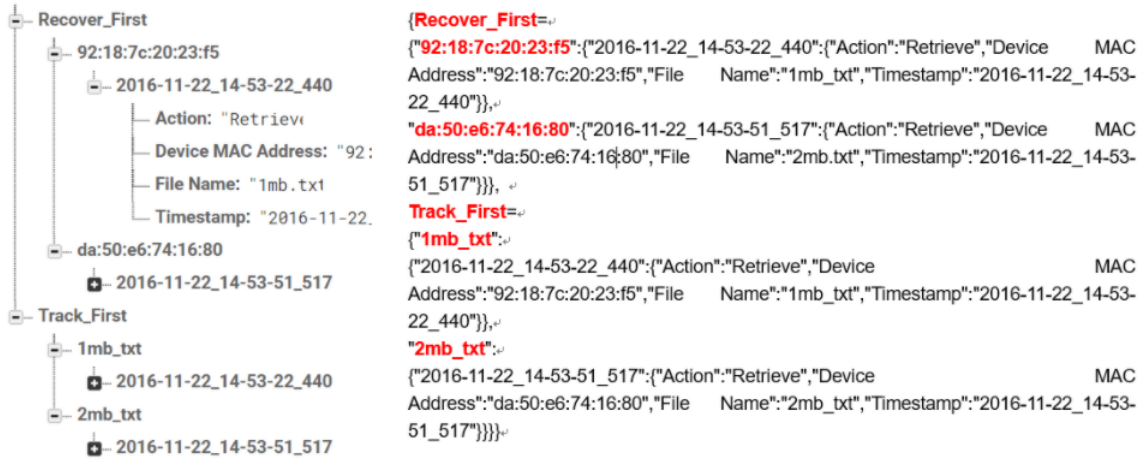 Recover_First
92:18:7c:20:23:f5
2016-11-22_14-53-22_440
Action: "Retrieve
Device MAC Address: "92:
File Name: "1mb.txt
Timestamp: "2016-11-22_
da:50:e6:74:16:80
2016-11-22_14-53-51_517
Track_First
1mb_txt
2016-11-22_14-53-22_440
2mb_txt
2016-11-22_14-53-51_517
{Recover_First=
{"92:18:7c:20:23:f5":{"2016-11-22_14-53-22_440":{"Action":"Retrieve","Device MAC
Address":"92:18:7c:20:23:f5","File Name":"1mb_txt","Timestamp":"2016-11-22_14-53-
22_440"}},
"da:50:e6:74:16:80":{"2016-11-22_14-53-51_517":{"Action":"Retrieve","Device MAC
Address":"da:50:e6:74:16:80","File Name":"2mb.txt","Timestamp":"2016-11-22_14-53-
51_517"}}},
Track_First=
{"1mb_txt":
{"2016-11-22_14-53-22_440":{"Action":"Retrieve","Device MAC
Address":"92:18:7c:20:23:f5","File Name":"1mb_txt","Timestamp":"2016-11-22_14-53-
22_440"}},
"2mb_txt":
{"2016-11-22_14-53-51_517":{"Action":"Retrieve","Device MAC
Address":"da:50:e6:74:16:80","File Name":"2mb_txt","Timestamp":"2016-11-22_14-53-
51_517"}}}}